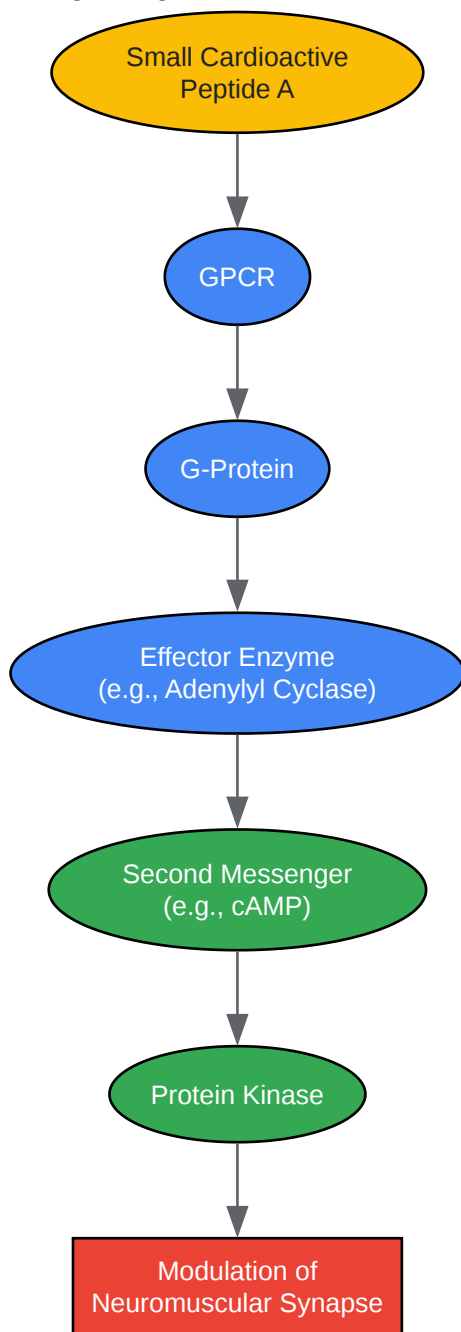 Small Cardioactive
Peptide A
GPCR
G-Protein
Effector Enzyme
(e.g., Adenylyl Cyclase)
Second Messenger
(e.g., cAMP)
Protein Kinase
Modulation of
Neuromuscular Synapse